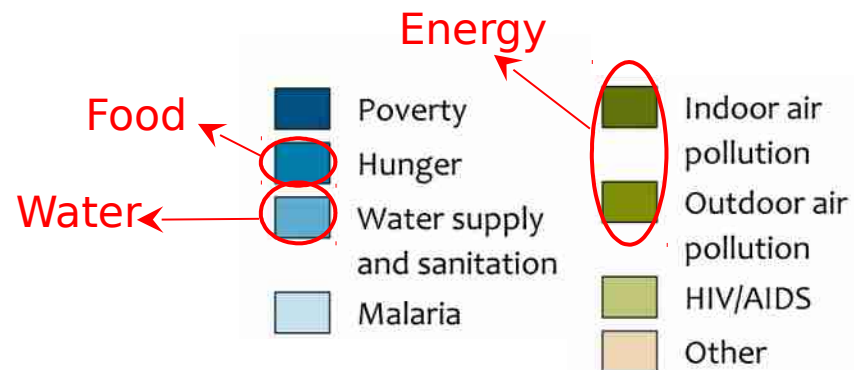 Energy
Food
Water
Poverty
Hunger
Water supply
and sanitation
Malaria
Indoor air
pollution
Outdoor air
pollution
HIV/AIDS
Other